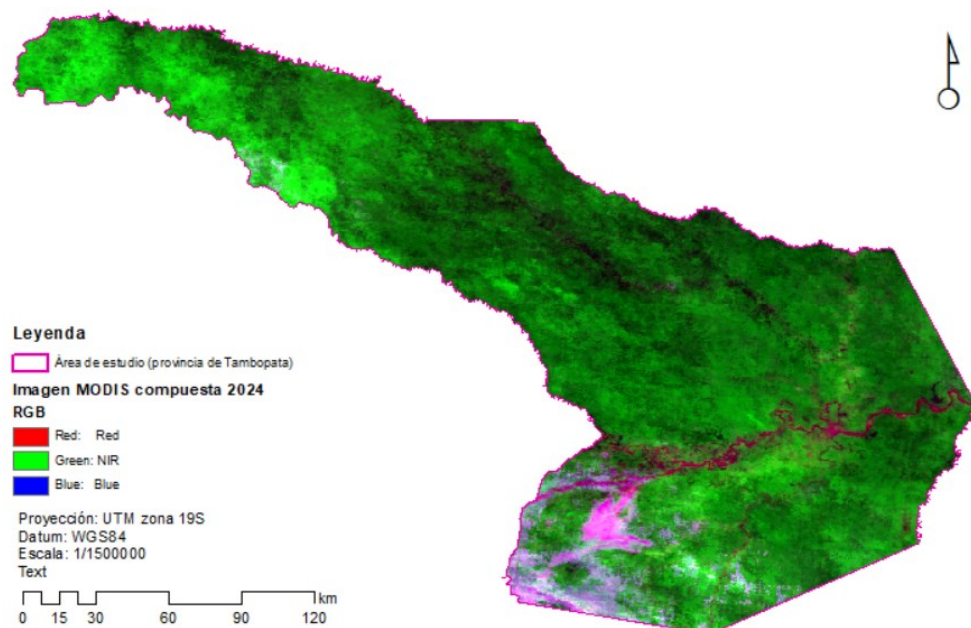 Leyenda
Área de estudio (provincia de Tambopata)
Imagen MODIS compuesta 2024
RGB
Red: Red
Green: NIR
Blue: Blue
Proyección: UTM zona 19S
Datum: WGS84
Escala: 1/1500000
Text
km
0 15 30 60 90 120